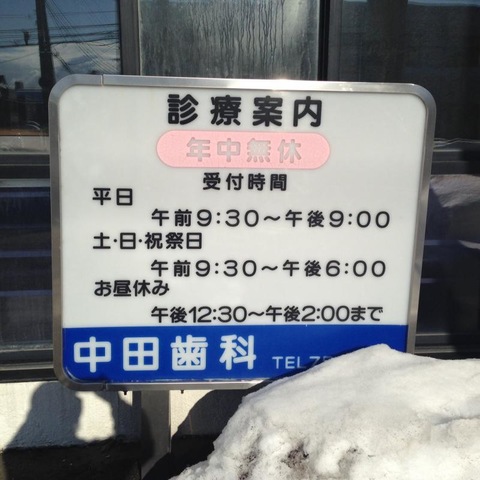 診療案内
年中無休
受付時間
平日
午前9:30～午後9:00
土・日・祝祭日
午前9:30～午後6:00
お昼休み
午後12:30～午後2:00まで
中田歯科 TEL